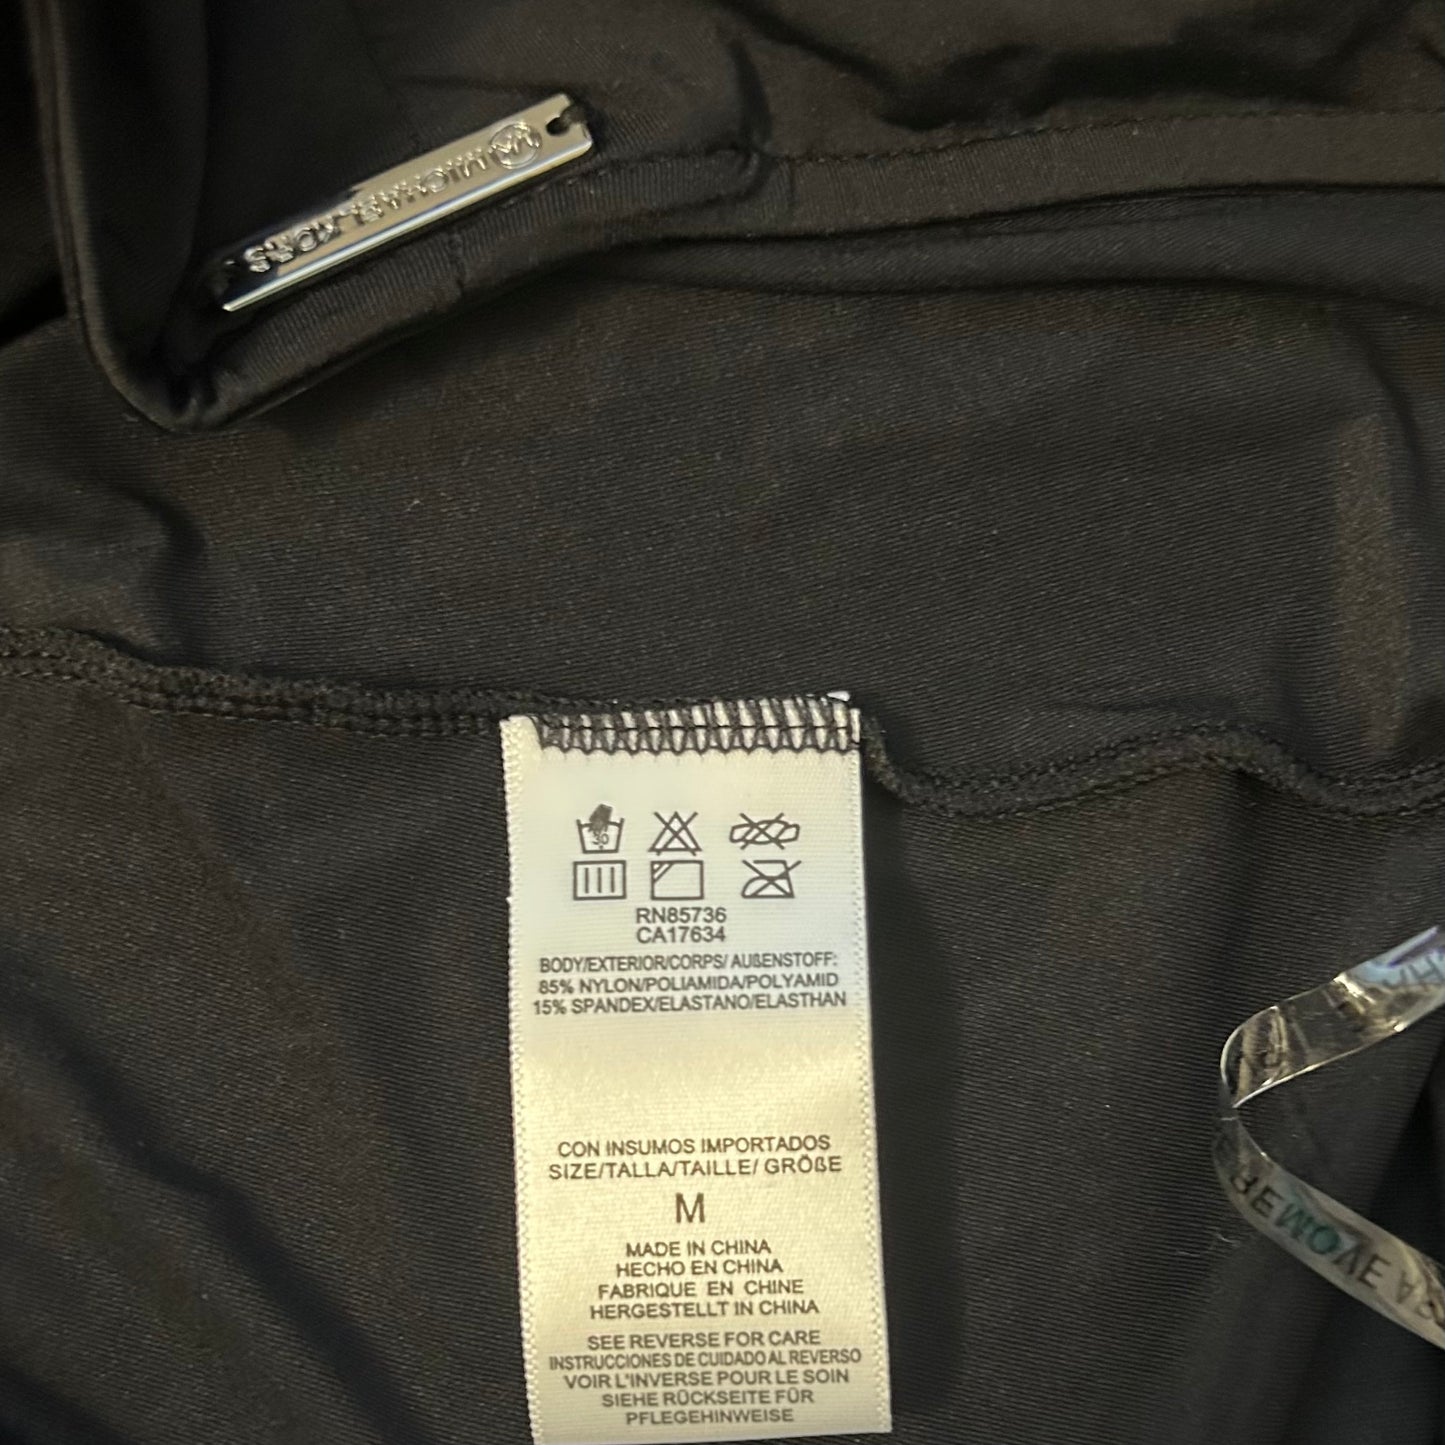 MICHAEL KORS
30
RN85736
CA17634
BODY/EXTERIOR/CORPS/ AUßENSTOFF:
85% NYLON/POLIAMIDA/POLYAMID
15% SPANDEX/ELASTANO/ELASTHAN
CON INSUMOS IMPORTADOS
SIZE/TALLA/TAILLE/ GRÖßE
M
MADE IN CHINA
HECHO EN CHINA
FABRIQUE EN CHINE
HERGESTELLT IN CHINA
SEE REVERSE FOR CARE
INSTRUCCIONES DE CUIDADO AL REVERSO
VOIR L'INVERSE POUR LE SOIN
SIEHE RÜCKSEITE FÜR
PFLEGEHINWEISE
REMOVE